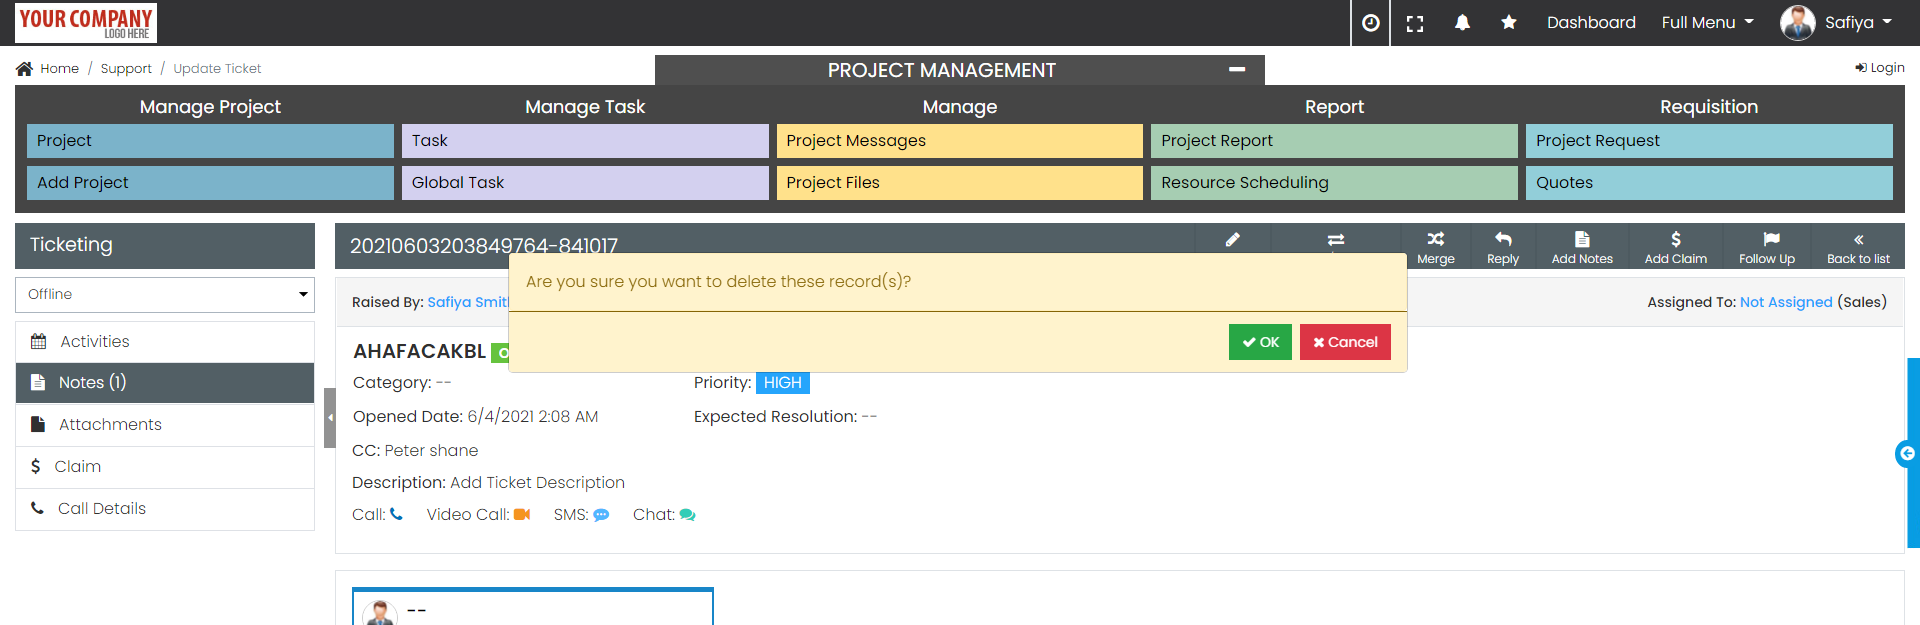 YOUR COMPANY
LOGO HERE
Dashboard
Full Menu
Safiya
Home / Support / Update Ticket
PROJECT MANAGEMENT
Login
Manage Project
Manage Task
Manage
Report
Requisition
Project
Task
Project Messages
Project Report
Project Request
Add Project
Global Task
Project Files
Resource Scheduling
Quotes
Ticketing
20210603203849764-841017
Merge
Reply
Add Notes
Add Claim
Follow Up
Back to list
Offline
Activities
Notes (1)
Attachments
Claim
Call Details
Are you sure you want to delete these record(s)?
OK
Cancel
Raised By: Safiya Smit
Assigned To: Not Assigned (Sales)
AHAFACAKBL
Category: --
Priority: HIGH
Opened Date: 6/4/2021 2:08 AM
Expected Resolution: --
CC: Peter shane
Description: Add Ticket Description
Call:
Video Call:
SMS:
Chat:
--